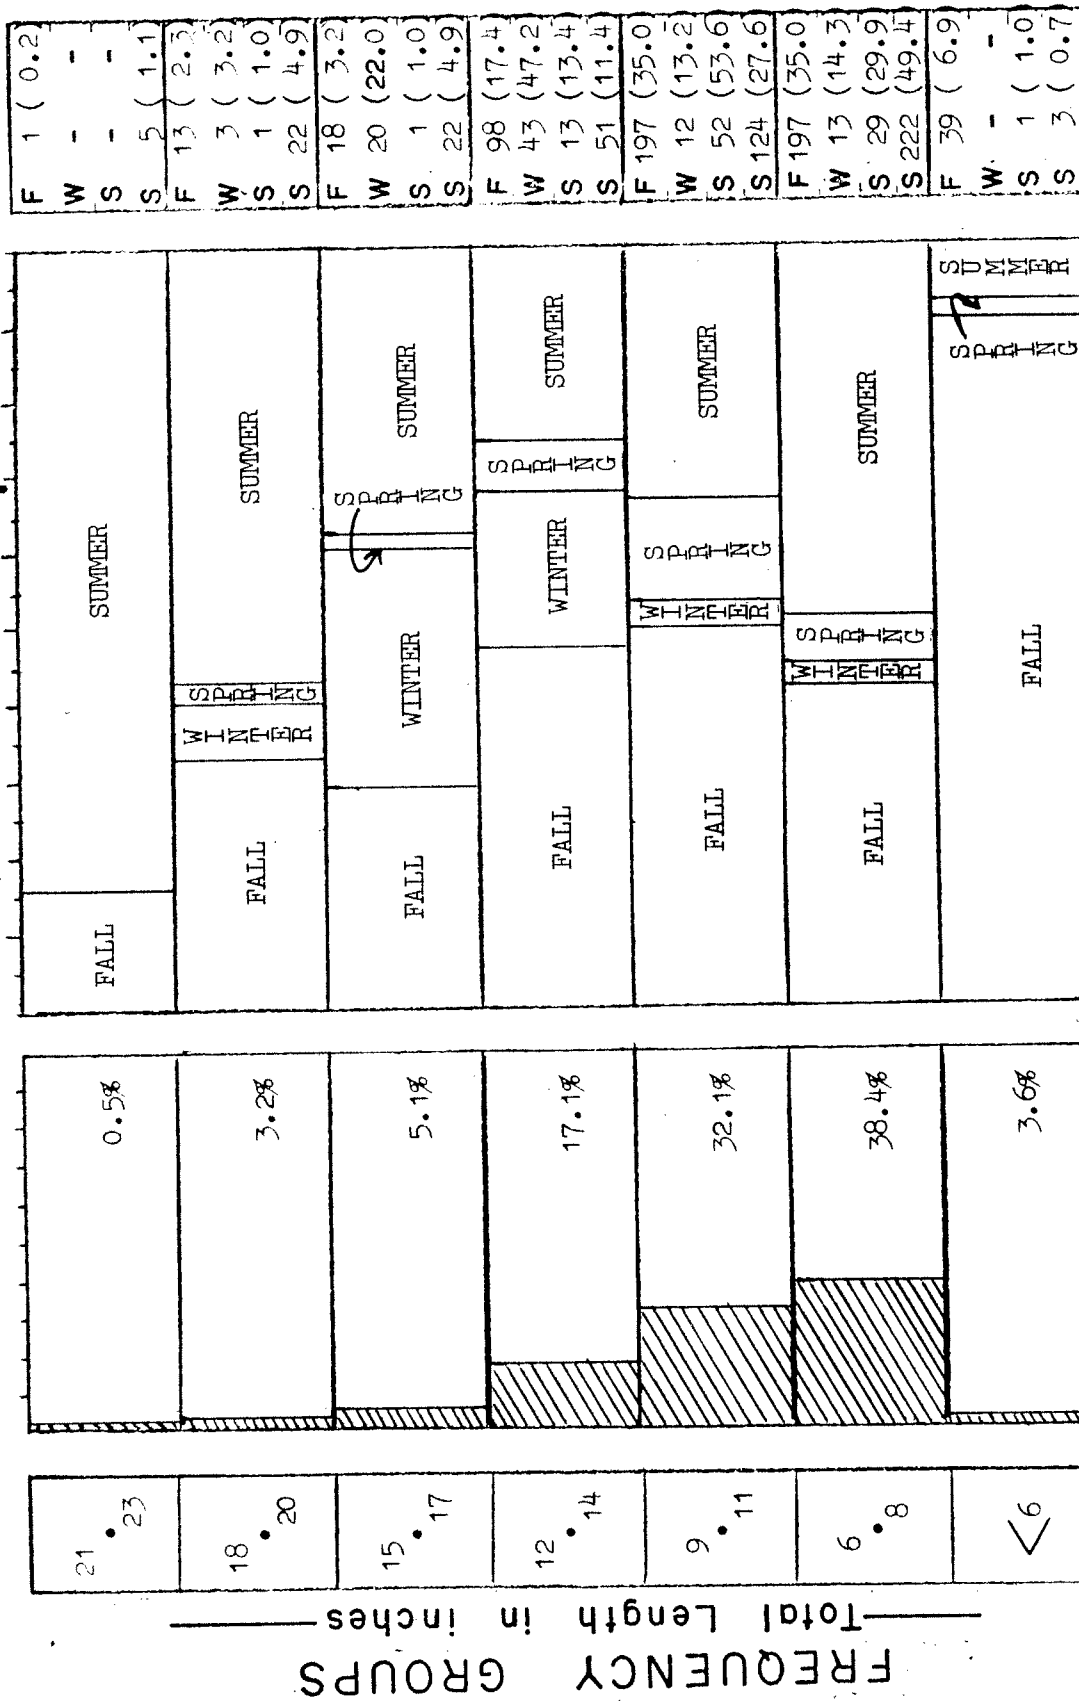 FREQUENCY GROUPS
Total Length in inches
21 • 23
18 • 20
15 • 17
12 • 14
9 • 11
6 • 8
<6
0.5%
3.2%
5.1%
17.1%
32.1%
38.4%
3.6%
FALL SUMMER
FALL WINTER SPRING SUMMER
FALL WINTER SPRING SUMMER
FALL WINTER SPRING SUMMER
FALL WINTER SPRING SUMMER
FALL WINTER SPRING SUMMER
FALL SPRING SUMMER
F 1 ( 0.2)
W - -
S - -
S 5 ( 1.1)
F 13 ( 2.3)
W 3 ( 3.2)
S 1 ( 1.0)
S 22 ( 4.9)
F 18 ( 3.2)
W 20 (22.0)
S 1 ( 1.0)
S 22 ( 4.9)
F 98 (17.4)
W 43 (47.2)
S 13 (13.4)
S 51 (11.4)
F 197 (35.0)
W 12 (13.2)
S 52 (53.6)
S 124 (27.6)
F 197 (35.0)
W 13 (14.3)
S 29 (29.9)
S 222 (49.4)
F 39 ( 6.9)
W - -
S 1 ( 1.0)
S 3 ( 0.7)